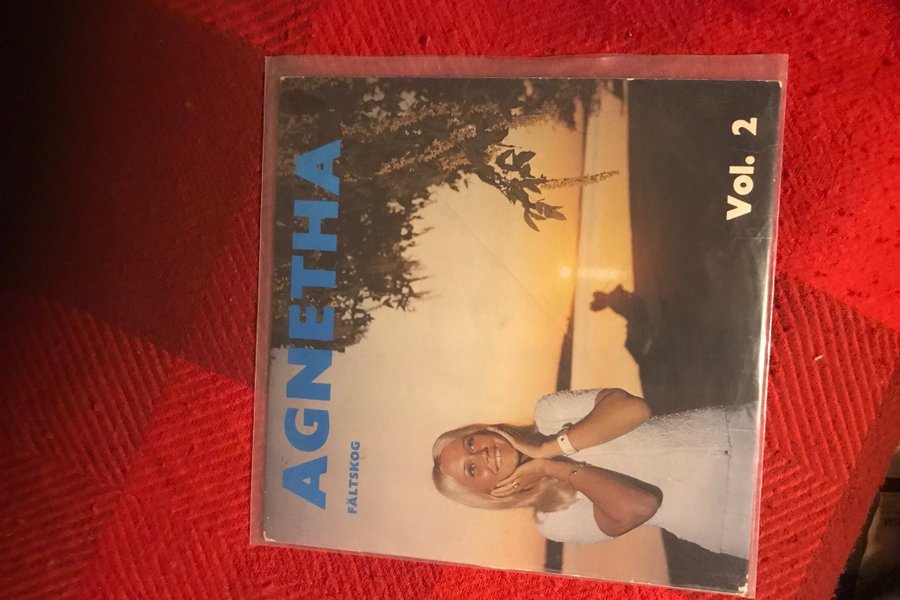 AGNETHA
FÄLTSKOG
Vol. 2